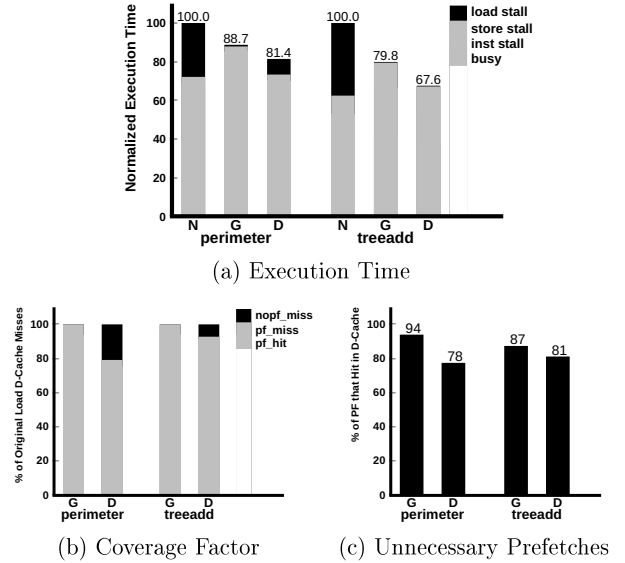 Normalized Execution Time
100
80
60
40
20
0
100.0 88.7 81.4 100.0 79.8 67.6
load stall
store stall
inst stall
busy
N G D N G D
perimeter treeadd
(a) Execution Time
% of Original Load D-Cache Misses
100
80
60
40
20
0
nopf_miss
pf_miss
pf_hit
G D G D
perimeter treeadd
(b) Coverage Factor
% of PF that Hit in D-Cache
100
80
60
40
20
0
94 78 87 81
G D G D
perimeter treeadd
(c) Unnecessary Prefetches